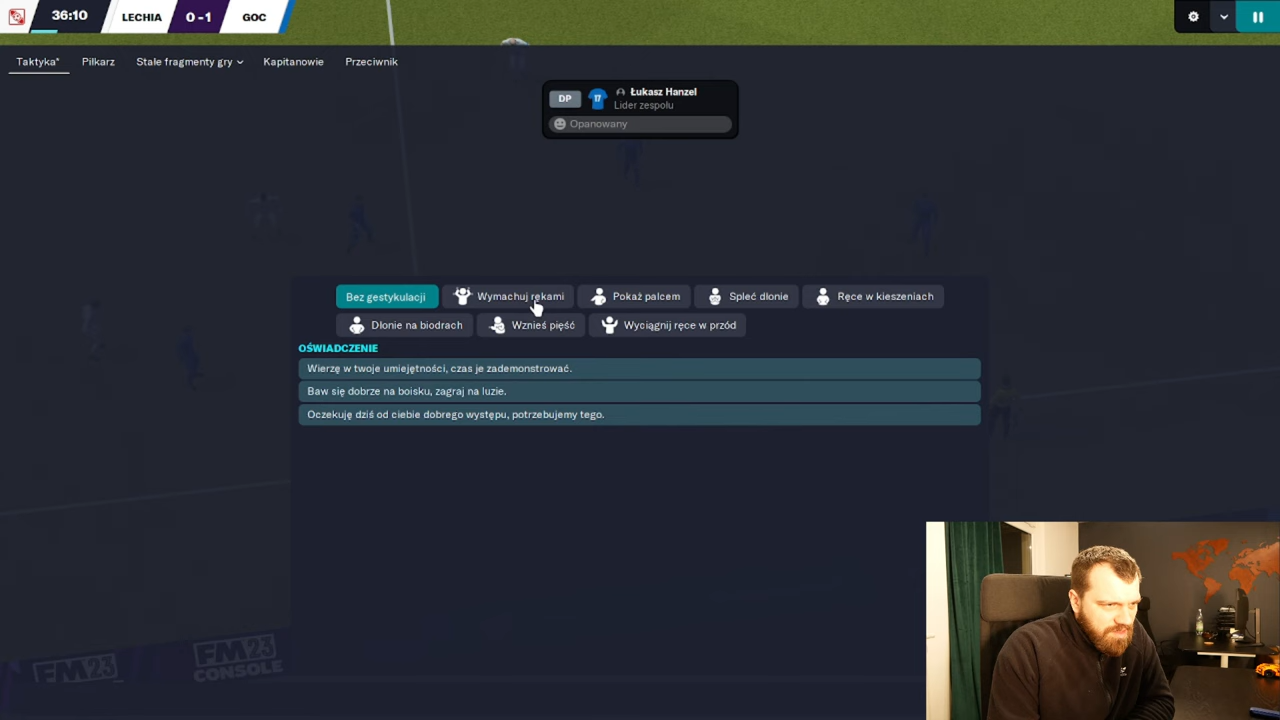 36:10 LECHIA 0 - 1 GOC
Taktyka* Piłkarz Stałe fragmenty gry Kapitanowie Przeciwnik
DP 17 Łukasz Hanzel
Lider zespołu
Opanowany
Bez gestykulacji Wymachuj rękami Pokaż palcem Spleć dłonie Ręce w kieszeniach
Dłonie na biodrach Wznieś pięść Wyciągnij ręce w przód
OŚWIADCZENIE
Wierzę w twoje umiejętności, czas je zademonstrować.
Baw się dobrze na boisku, zagraj na luzie.
Oczekuję dziś od ciebie dobrego występu, potrzebujemy tego.
FM23
FM23
CONSOLE